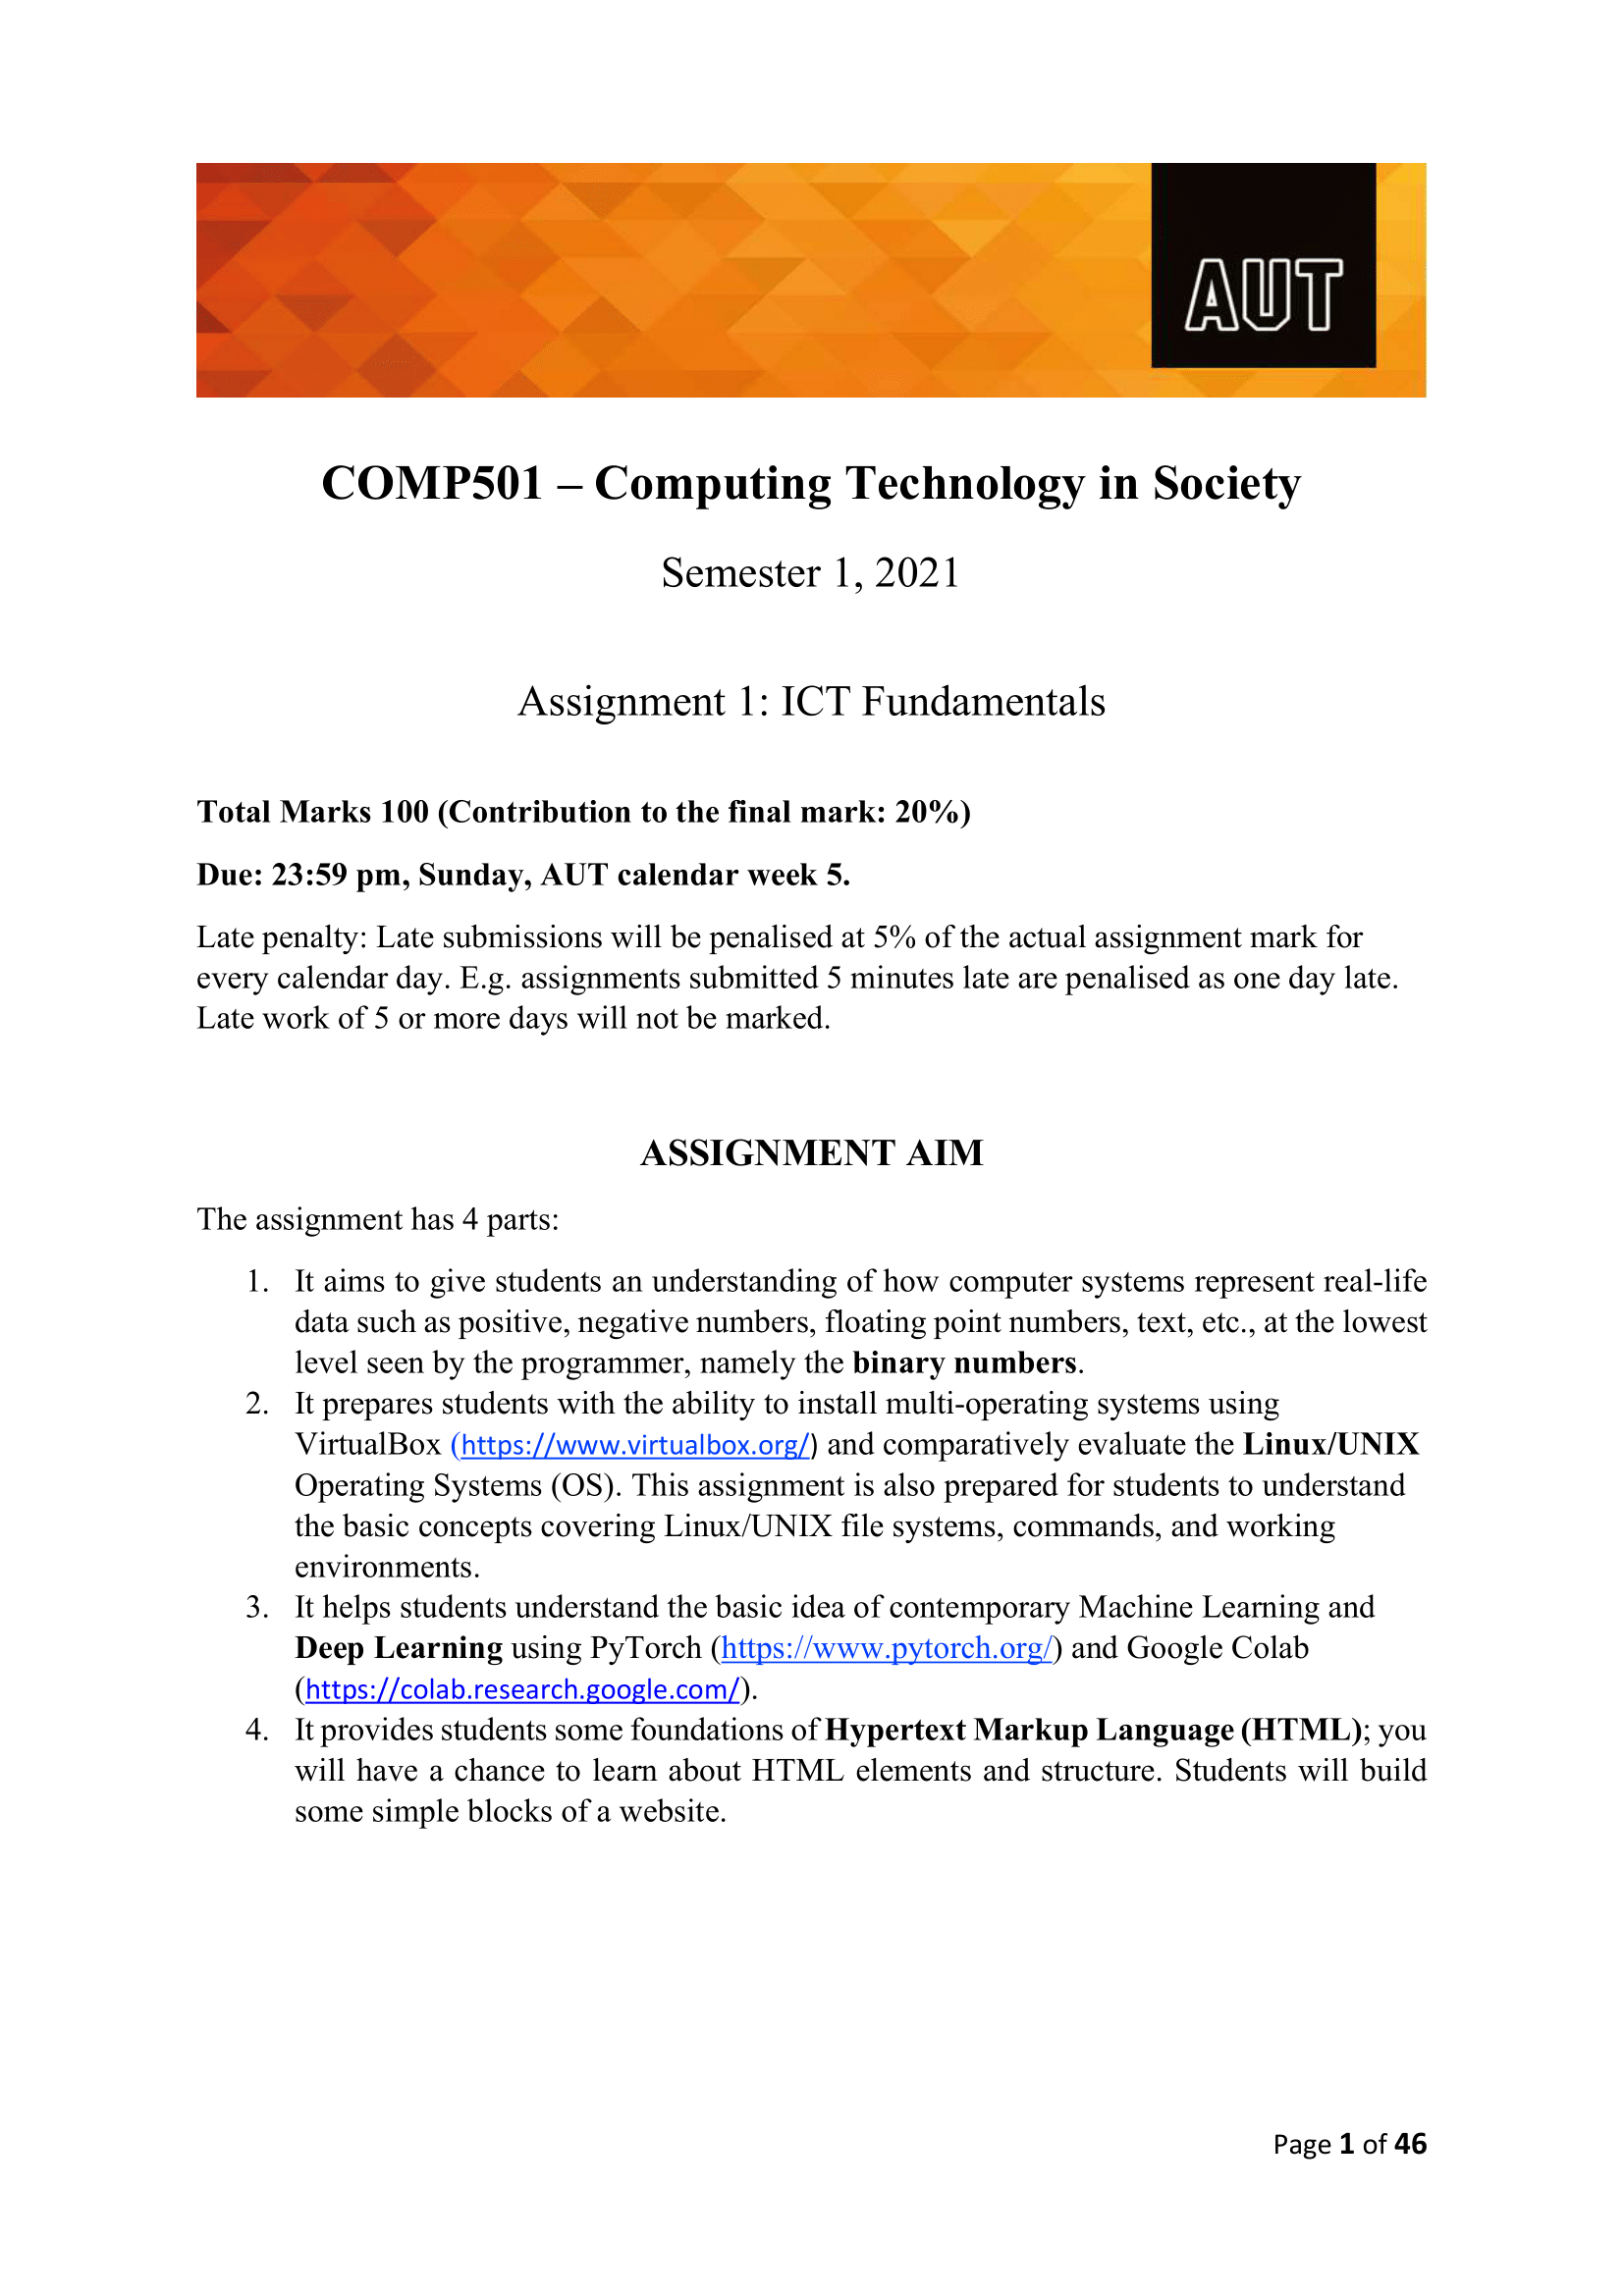 AUT
COMP501 – Computing Technology in Society
Semester 1, 2021
Assignment 1: ICT Fundamentals
Total Marks 100 (Contribution to the final mark: 20%)
Due: 23:59 pm, Sunday, AUT calendar week 5.
Late penalty: Late submissions will be penalised at 5% of the actual assignment mark for
every calendar day. E.g. assignments submitted 5 minutes late are penalised as one day late.
Late work of 5 or more days will not be marked.
ASSIGNMENT AIM
The assignment has 4 parts:
1. It aims to give students an understanding of how computer systems represent real-life
data such as positive, negative numbers, floating point numbers, text, etc., at the lowest
level seen by the programmer, namely the binary numbers.
2. It prepares students with the ability to install multi-operating systems using
VirtualBox (https://www.virtualbox.org/) and comparatively evaluate the Linux/UNIX
Operating Systems (OS). This assignment is also prepared for students to understand
the basic concepts covering Linux/UNIX file systems, commands, and working
environments.
3. It helps students understand the basic idea of contemporary Machine Learning and
Deep Learning using PyTorch (https://www.pytorch.org/) and Google Colab
(https://colab.research.google.com/).
4. It provides students some foundations of Hypertext Markup Language (HTML); you
will have a chance to learn about HTML elements and structure. Students will build
some simple blocks of a website.
Page 1 of 46